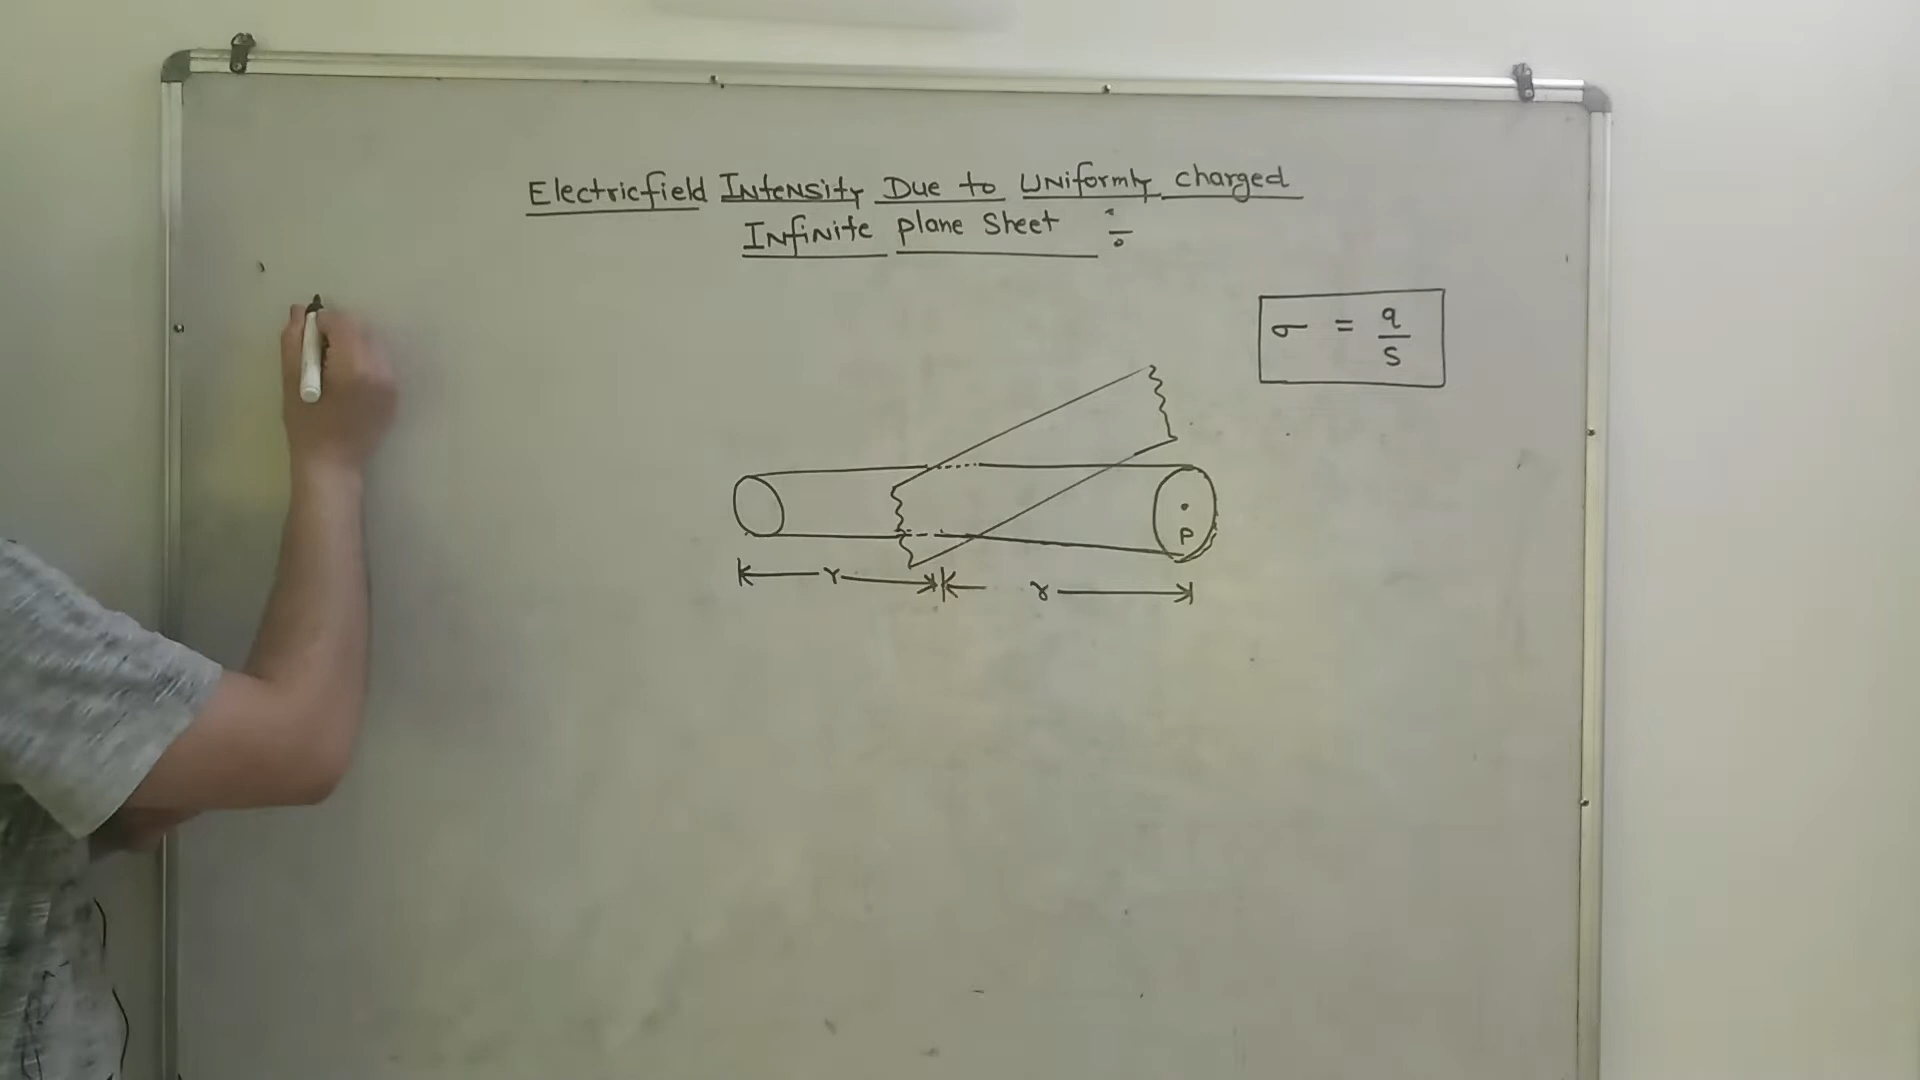 Electricfield Intensity Due to Uniformly charged
Infinite plane Sheet ÷
σ = q/s
P
r r